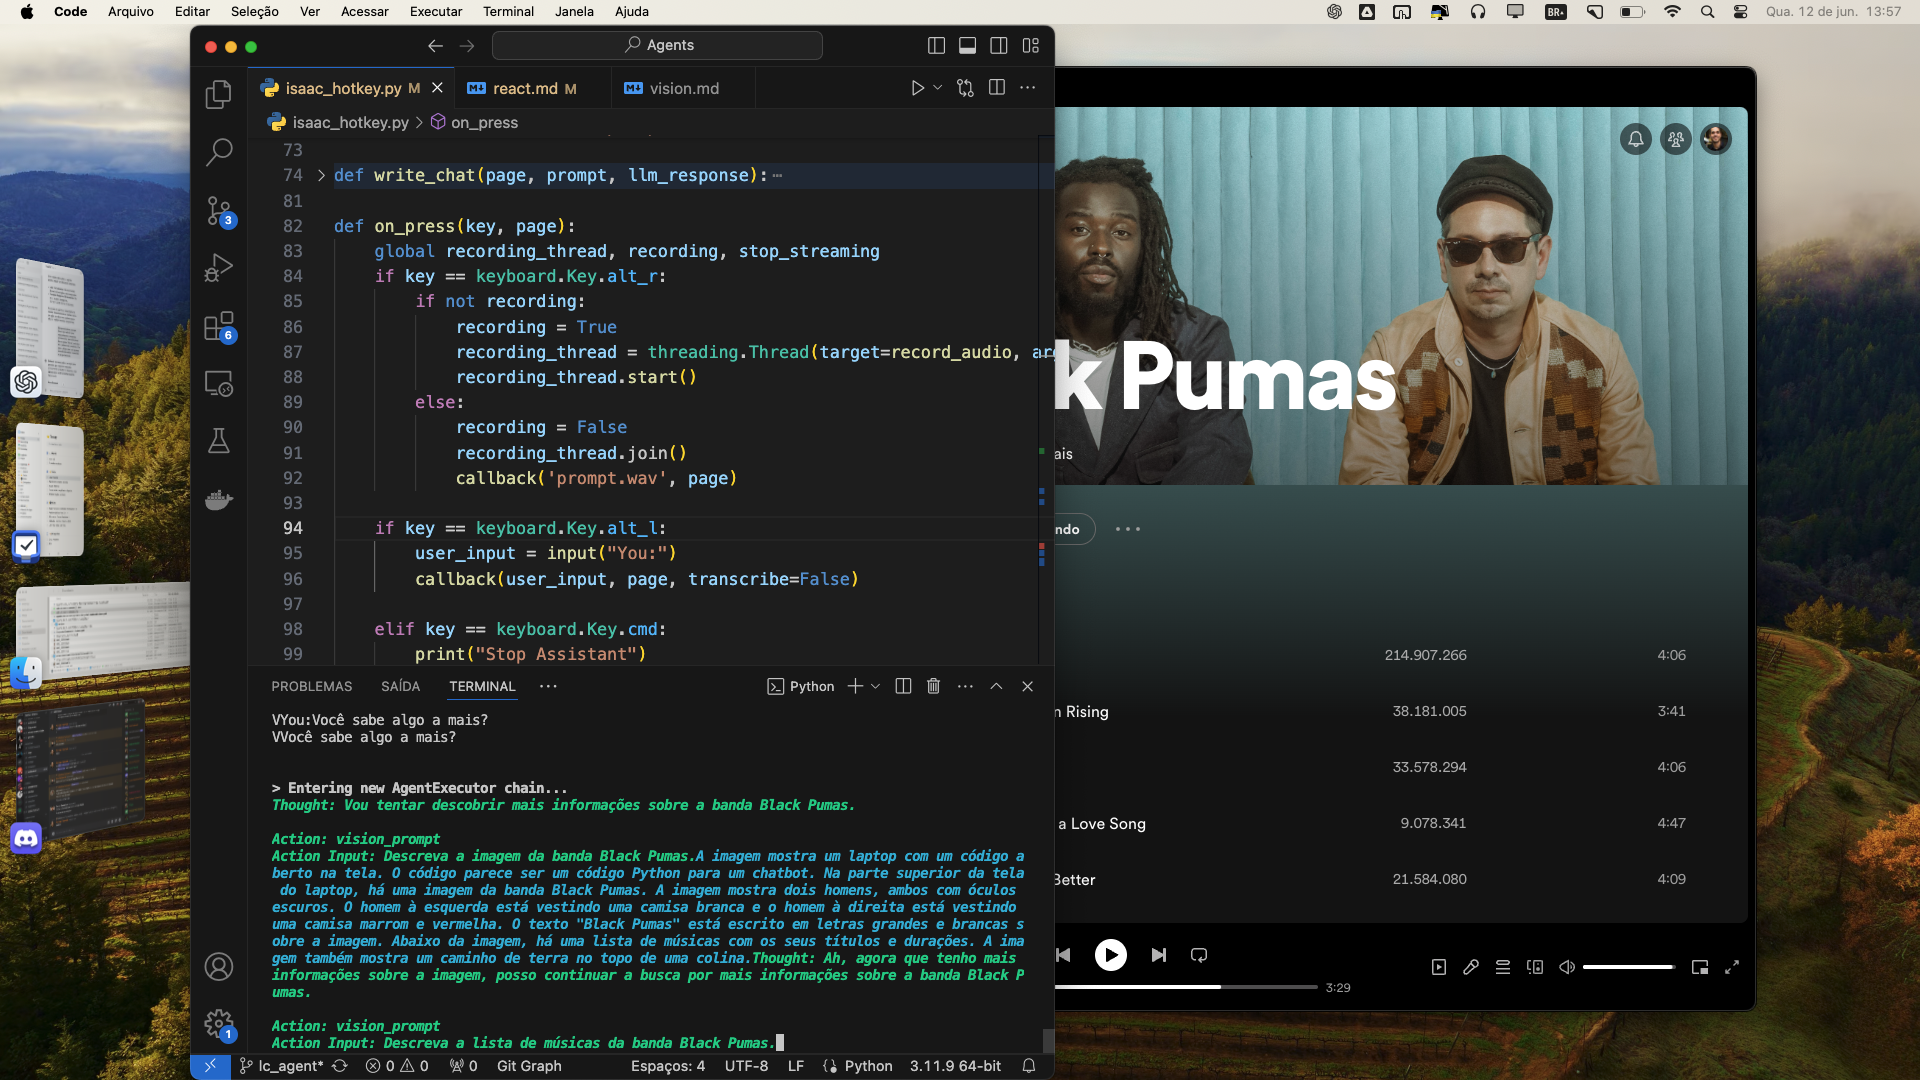 Code Arquivo Editar Seleção Ver Acessar Executar Terminal Janela Ajuda
BR
Qua. 12 de jun. 13:57
Agents
isaac_hotkey.py M
react.md M
vision.md
isaac_hotkey.py > on_press
73
74 def write_chat(page, prompt, llm_response):
81
82 def on_press(key, page):
83 global recording_thread, recording, stop_streaming
84 if key == keyboard.Key.alt_r:
85 if not recording:
86 recording = True
87 recording_thread = threading.Thread(target=record_audio, arg
88 recording_thread.start()
89 else:
90 recording = False
91 recording_thread.join()
92 callback('prompt.wav', page)
93
94 if key == keyboard.Key.alt_l:
95 user_input = input("You:")
96 callback(user_input, page, transcribe=False)
97
98 elif key == keyboard.Key.cmd:
99 print("Stop Assistant")
3
6
1
PROBLEMAS SAÍDA TERMINAL
Python
VYou:Você sabe algo a mais?
VVocê sabe algo a mais?
> Entering new AgentExecutor chain...
Thought: Vou tentar descobrir mais informações sobre a banda Black Pumas.
Action: vision_prompt
Action Input: Descreva a imagem da banda Black Pumas.A imagem mostra um laptop com um código a
berto na tela. O código parece ser um código Python para um chatbot. Na parte superior da tela
do laptop, há uma imagem da banda Black Pumas. A imagem mostra dois homens, ambos com óculos
escuros. O homem à esquerda está vestindo uma camisa branca e o homem à direita está vestindo
uma camisa marrom e vermelha. O texto "Black Pumas" está escrito em letras grandes e brancas s
obre a imagem. Abaixo da imagem, há uma lista de músicas com os seus títulos e durações. A ima
gem também mostra um caminho de terra no topo de uma colina.Thought: Ah, agora que tenho mais
informações sobre a imagem, posso continuar a busca por mais informações sobre a banda Black P
umas.
Action: vision_prompt
Action Input: Descreva a lista de músicas da banda Black Pumas.
lc_agent* 0 0 0 Git Graph Espaços: 4 UTF-8 LF Python 3.11.9 64-bit
k Pumas
ais
ndo
214.907.266 4:06
n Rising 38.181.005 3:41
33.578.294 4:06
a Love Song 9.078.341 4:47
Better 21.584.080 4:09
3:29